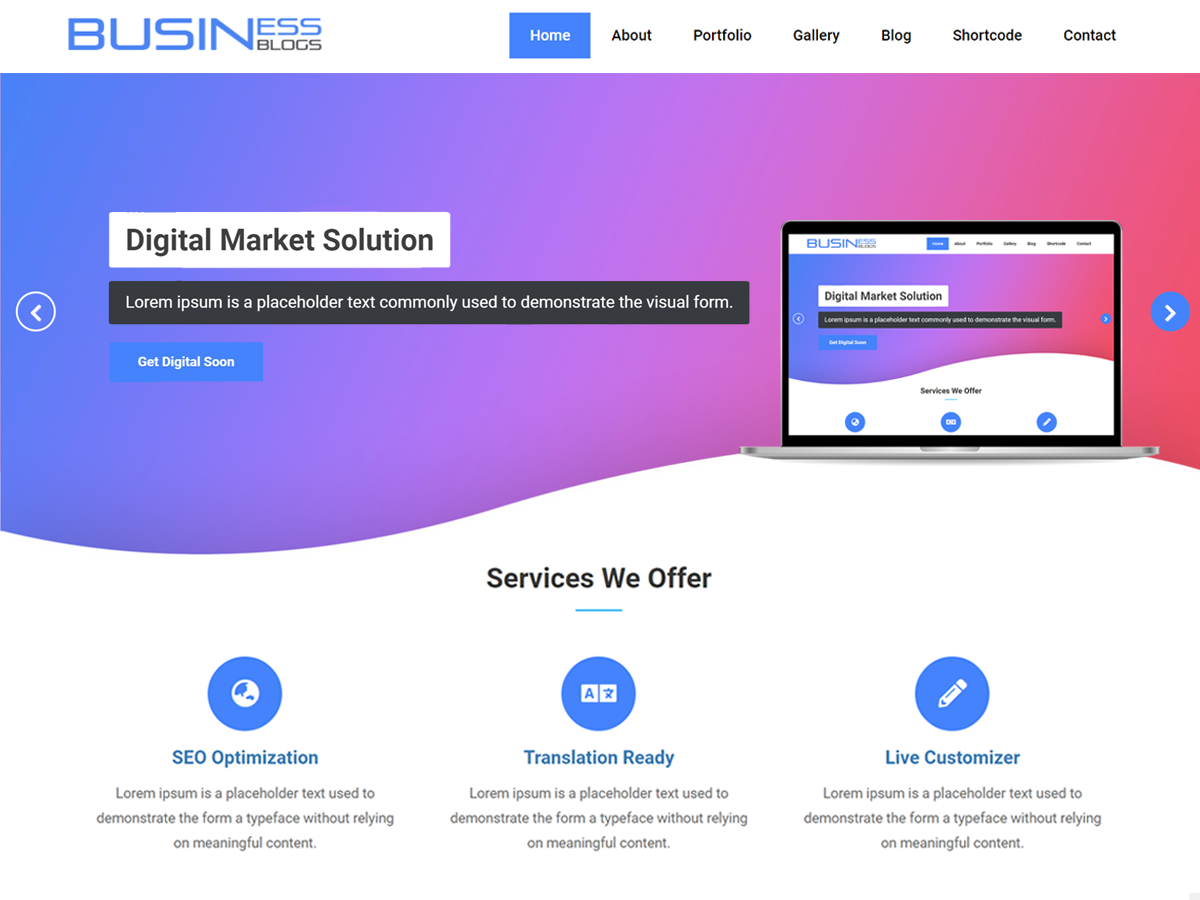 BUSINESS
BLOGS
Home About Portfolio Gallery Blog Shortcode Contact
Digital Market Solution
Lorem ipsum is a placeholder text commonly used to demonstrate the visual form.
Get Digital Soon
BUSINESS
BLOGS
Home About Portfolio Gallery Blog Shortcode Contact
Digital Market Solution
Lorem ipsum is a placeholder text commonly used to demonstrate the visual form.
Get Digital Soon
Services We Offer
Services We Offer
A 文
SEO Optimization Translation Ready Live Customizer
Lorem ipsum is a placeholder text used to Lorem ipsum is a placeholder text used to Lorem ipsum is a placeholder text used to
demonstrate the form a typeface without relying demonstrate the form a typeface without relying demonstrate the form a typeface without relying
on meaningful content. on meaningful content. on meaningful content.